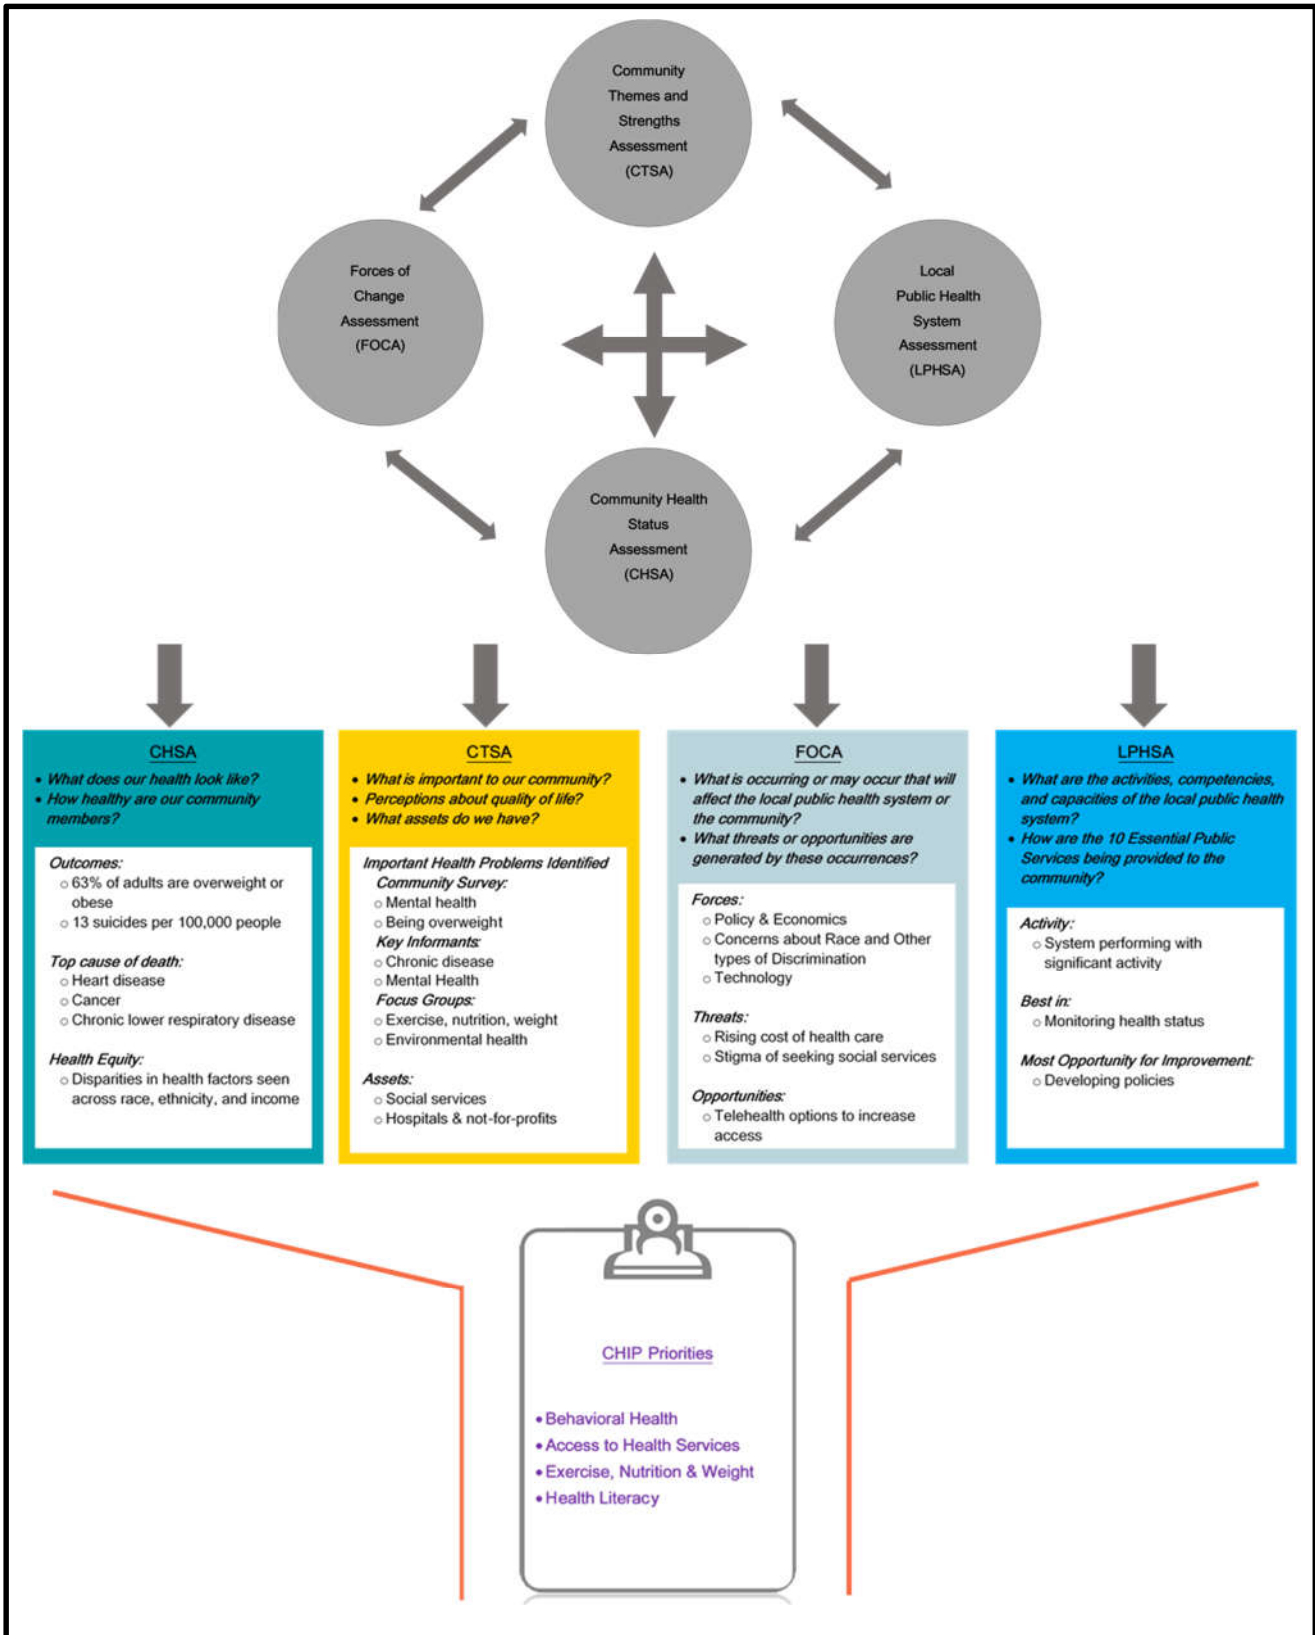 Community
Themes and
Strengths
Assessment
(CTSA)
Forces of
Change
Assessment
(FOCA)
Local
Public Health
System
Assessment
(LPHSA)
Community Health
Status
Assessment
(CHSA)
CHSA
• What does our health look like?
• How healthy are our community
members?
Outcomes:
○ 63% of adults are overweight or
obese
○ 13 suicides per 100,000 people
Top cause of death:
○ Heart disease
○ Cancer
○ Chronic lower respiratory disease
Health Equity:
○ Disparities in health factors seen
across race, ethnicity, and income
CTSA
• What is important to our community?
• Perceptions about quality of life?
• What assets do we have?
Important Health Problems Identified
Community Survey:
○ Mental health
○ Being overweight
Key Informants:
○ Chronic disease
○ Mental Health
Focus Groups:
○ Exercise, nutrition, weight
○ Environmental health
Assets:
○ Social services
○ Hospitals & not-for-profits
FOCA
• What is occurring or may occur that will
affect the local public health system or
the community?
• What threats or opportunities are
generated by these occurrences?
Forces:
○ Policy & Economics
○ Concerns about Race and Other
types of Discrimination
○ Technology
Threats:
○ Rising cost of health care
○ Stigma of seeking social services
Opportunities:
○ Telehealth options to increase
access
LPHSA
• What are the activities, competencies,
and capacities of the local public health
system?
• How are the 10 Essential Public
Services being provided to the
community?
Activity:
○ System performing with
significant activity
Best in:
○ Monitoring health status
Most Opportunity for Improvement:
○ Developing policies
CHIP Priorities
• Behavioral Health
• Access to Health Services
• Exercise, Nutrition & Weight
• Health Literacy